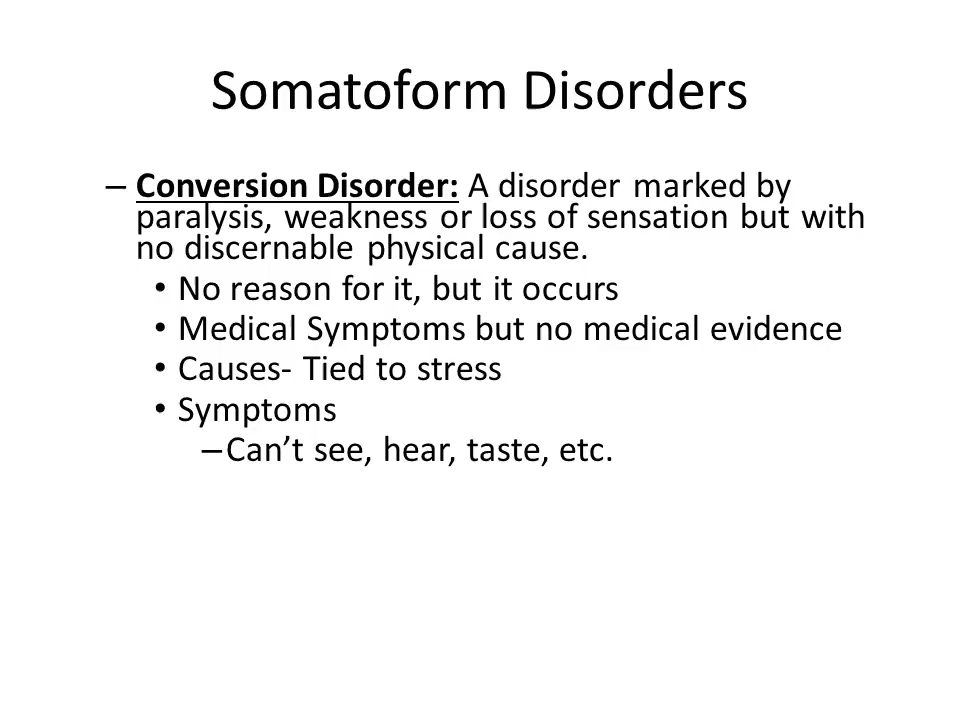 Somatoform Disorders
– Conversion Disorder: A disorder marked by
paralysis, weakness or loss of sensation but with
no discernable physical cause.
• No reason for it, but it occurs
• Medical Symptoms but no medical evidence
• Causes- Tied to stress
• Symptoms
–Can’t see, hear, taste, etc.